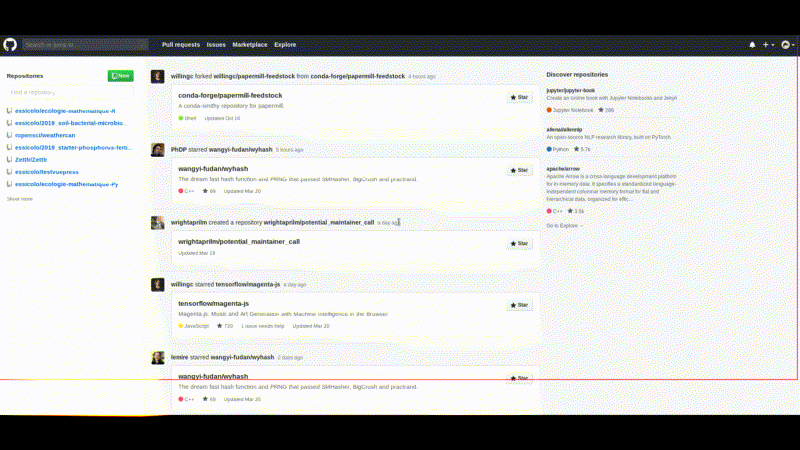 Search or jump to...
Pull requests Issues Marketplace Explore
Repositories
New
Find a repository...
essicolo/ecologie-mathematique-R
essicolo/2019_soil-bacterial-microbio...
ropensci/weathercan
essicolo/2019_starter-phosphorus-ferti...
Zettlr/Zettlr
essicolo/testvuepress
essicolo/ecologie-mathematique-Py
Show more
willingc forked willingc/papermill-feedstock from conda-forge/papermill-feedstock 4 hours ago
conda-forge/papermill-feedstock
Star
A conda-smithy repository for papermill.
Shell Updated Oct 16
PhDP starred wangyi-fudan/wyhash 5 hours ago
wangyi-fudan/wyhash
Star
The dream fast hash function and PRNG that passed SMHasher, BigCrush and practrand.
C++ 69 Updated Mar 20
wrightaprilm created a repository wrightaprilm/potential_maintainer_call a day ago
wrightaprilm/potential_maintainer_call
Star
Updated Mar 19
willingc starred tensorflow/magenta-js a day ago
tensorflow/magenta-js
Star
Magenta.js: Music and Art Generation with Machine Intelligence in the Browser
JavaScript 720 1 issue needs help Updated Mar 20
lemire starred wangyi-fudan/wyhash 2 days ago
wangyi-fudan/wyhash
Star
The dream fast hash function and PRNG that passed SMHasher, BigCrush and practrand.
C++ 69 Updated Mar 20
Discover repositories
jupyter/jupyter-book
Create an online book with Jupyter Notebooks and Jekyll
Jupyter Notebook 296
allenai/allennlp
An open-source NLP research library, built on PyTorch.
Python 5.7k
apache/arrow
Apache Arrow is a cross-language development platform
for in-memory data. It specifies a standardized language-
independent columnar memory format for flat and
hierarchical data, organized for effic...
C++ 3.5k
Go to Explore →